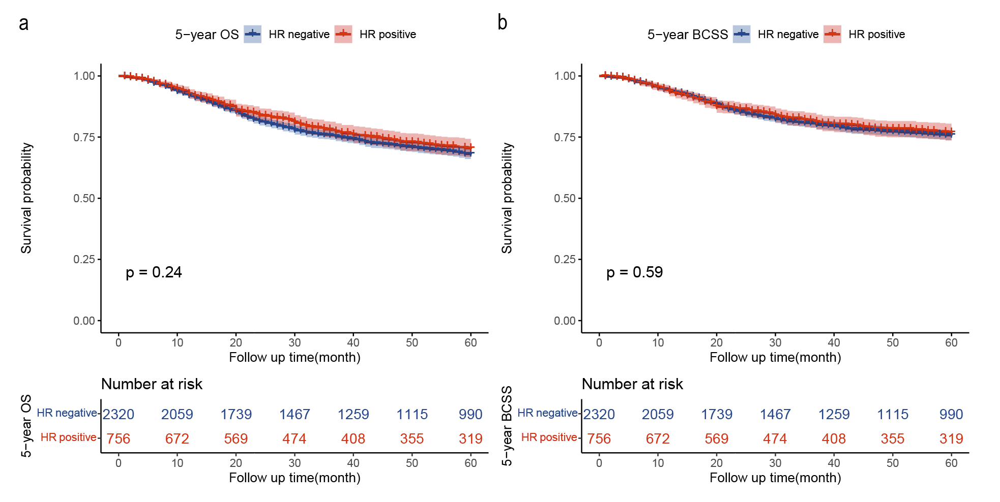 a
5−year OS HR negative HR positive
1.00
0.75
0.50
0.25
0.00
Survival probability
p = 0.24
0 10 20 30 40 50 60
Follow up time(month)
Number at risk
5−year OS
HR negative 2320 2059 1739 1467 1259 1115 990
HR positive 756 672 569 474 408 355 319
0 10 20 30 40 50 60
Follow up time(month)
b
5−year BCSS HR negative HR positive
1.00
0.75
0.50
0.25
0.00
Survival probability
p = 0.59
0 10 20 30 40 50 60
Follow up time(month)
Number at risk
5−year BCSS
HR negative 2320 2059 1739 1467 1259 1115 990
HR positive 756 672 569 474 408 355 319
0 10 20 30 40 50 60
Follow up time(month)